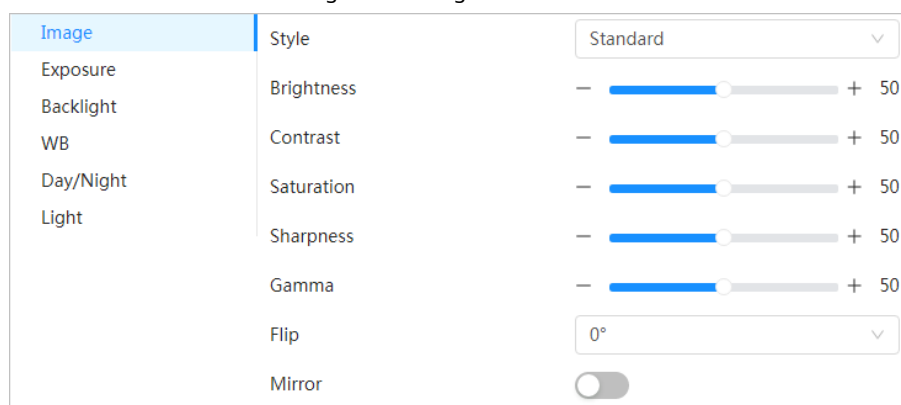 Image
Exposure
Backlight
WB
Day/Night
Light
Style Standard
Brightness − + 50
Contrast − + 50
Saturation − + 50
Sharpness − + 50
Gamma − + 50
Flip 0°
Mirror